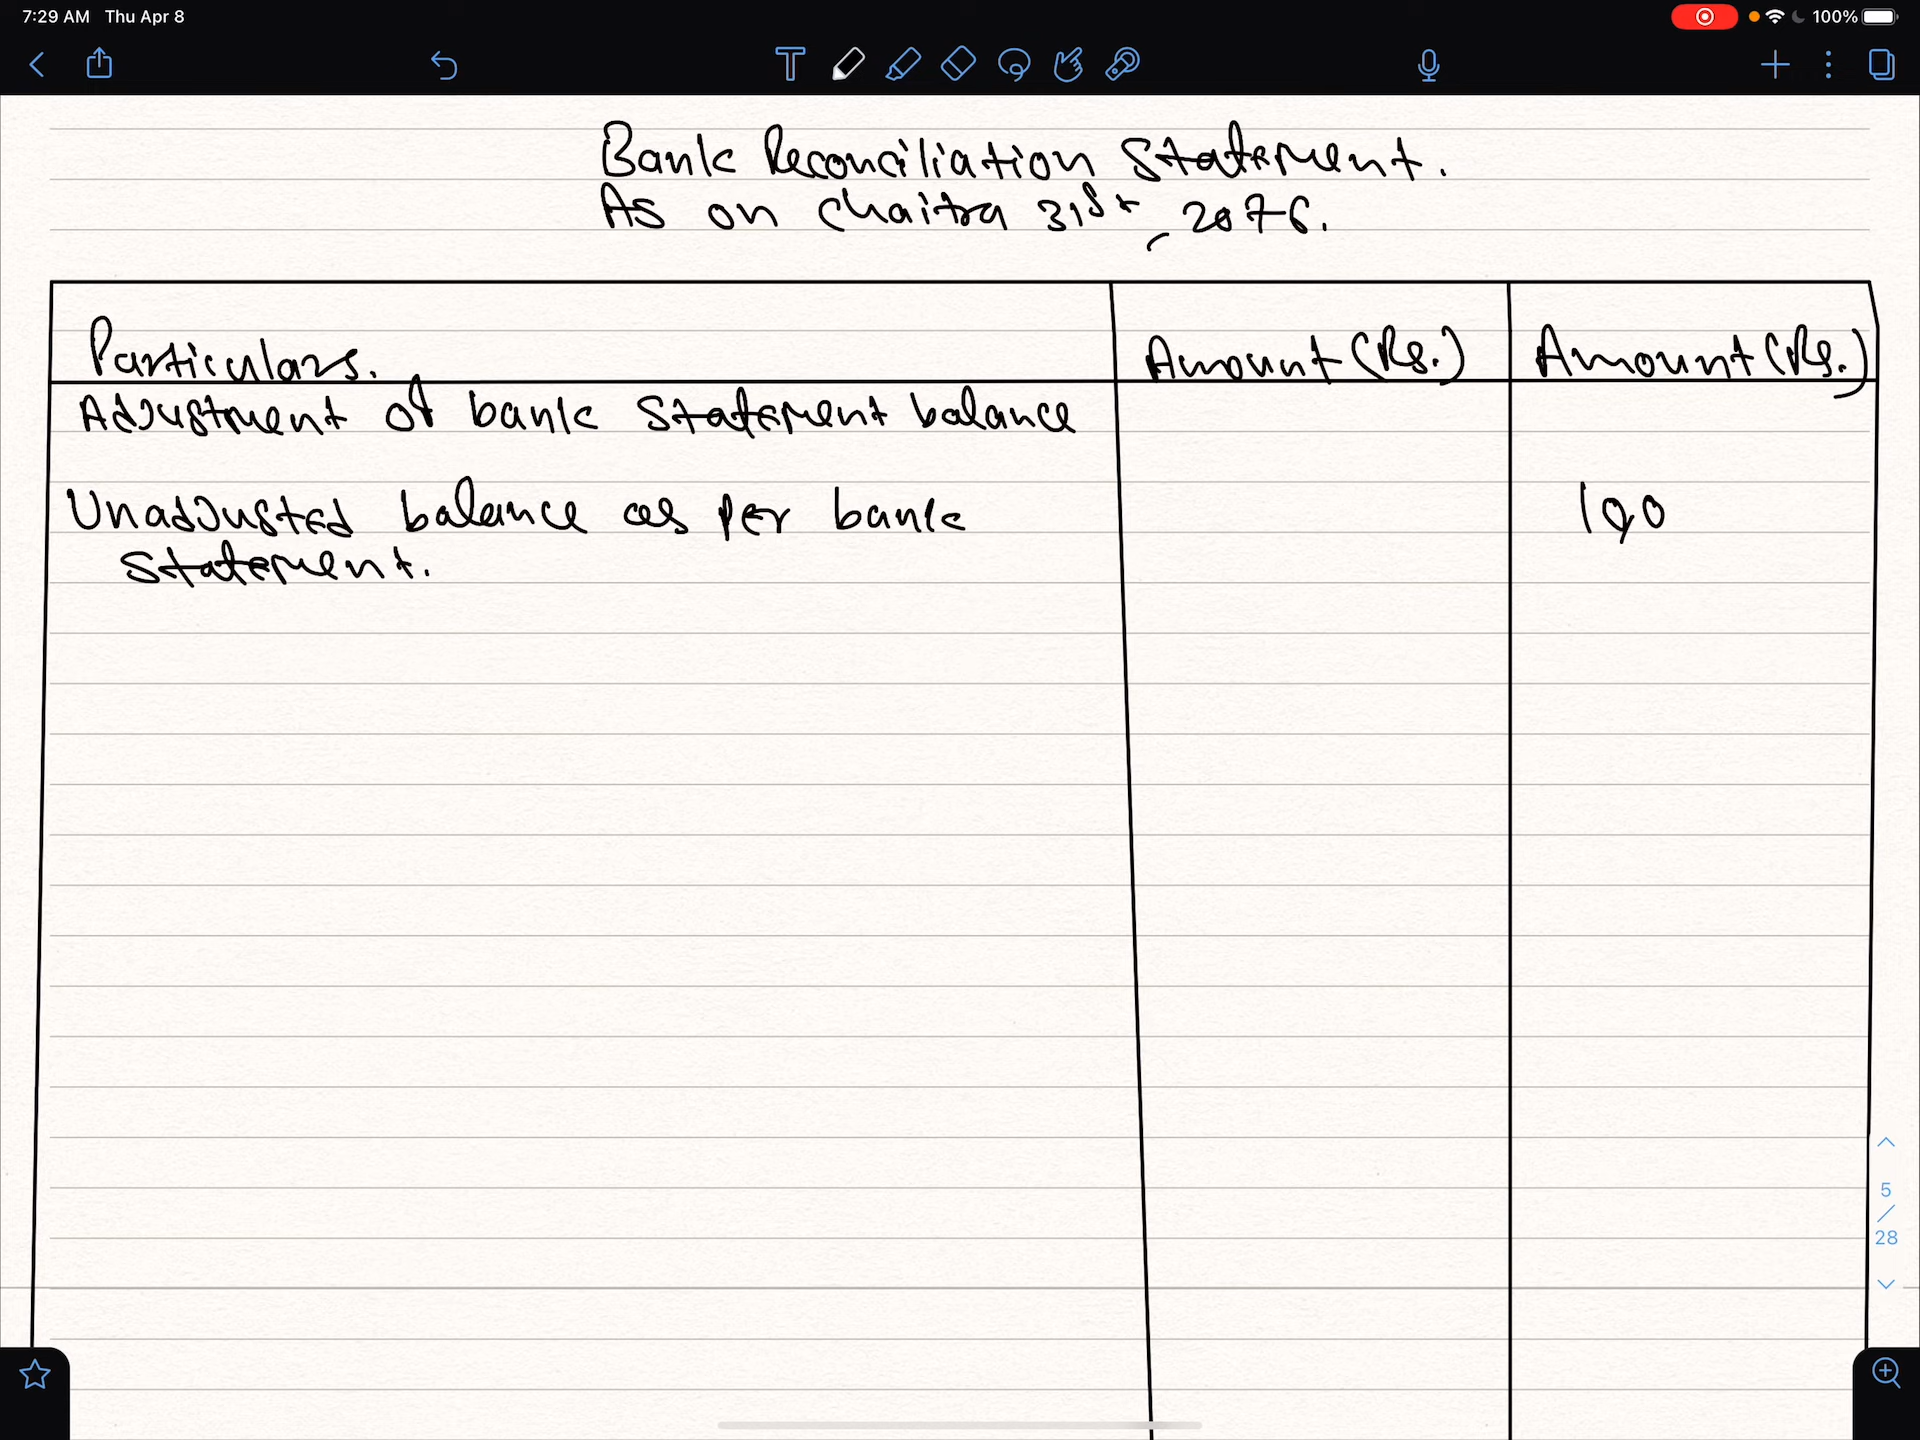 7:29 AM Thu Apr 8
100%
Bank Reconciliation Statement.
As on Chaitra 31st, 2076.
Particulars. Amount (Rs.) Amount (Rs.)
Adjustment of bank statement balance
Unadjusted balance as per bank
statement.
5
/
28